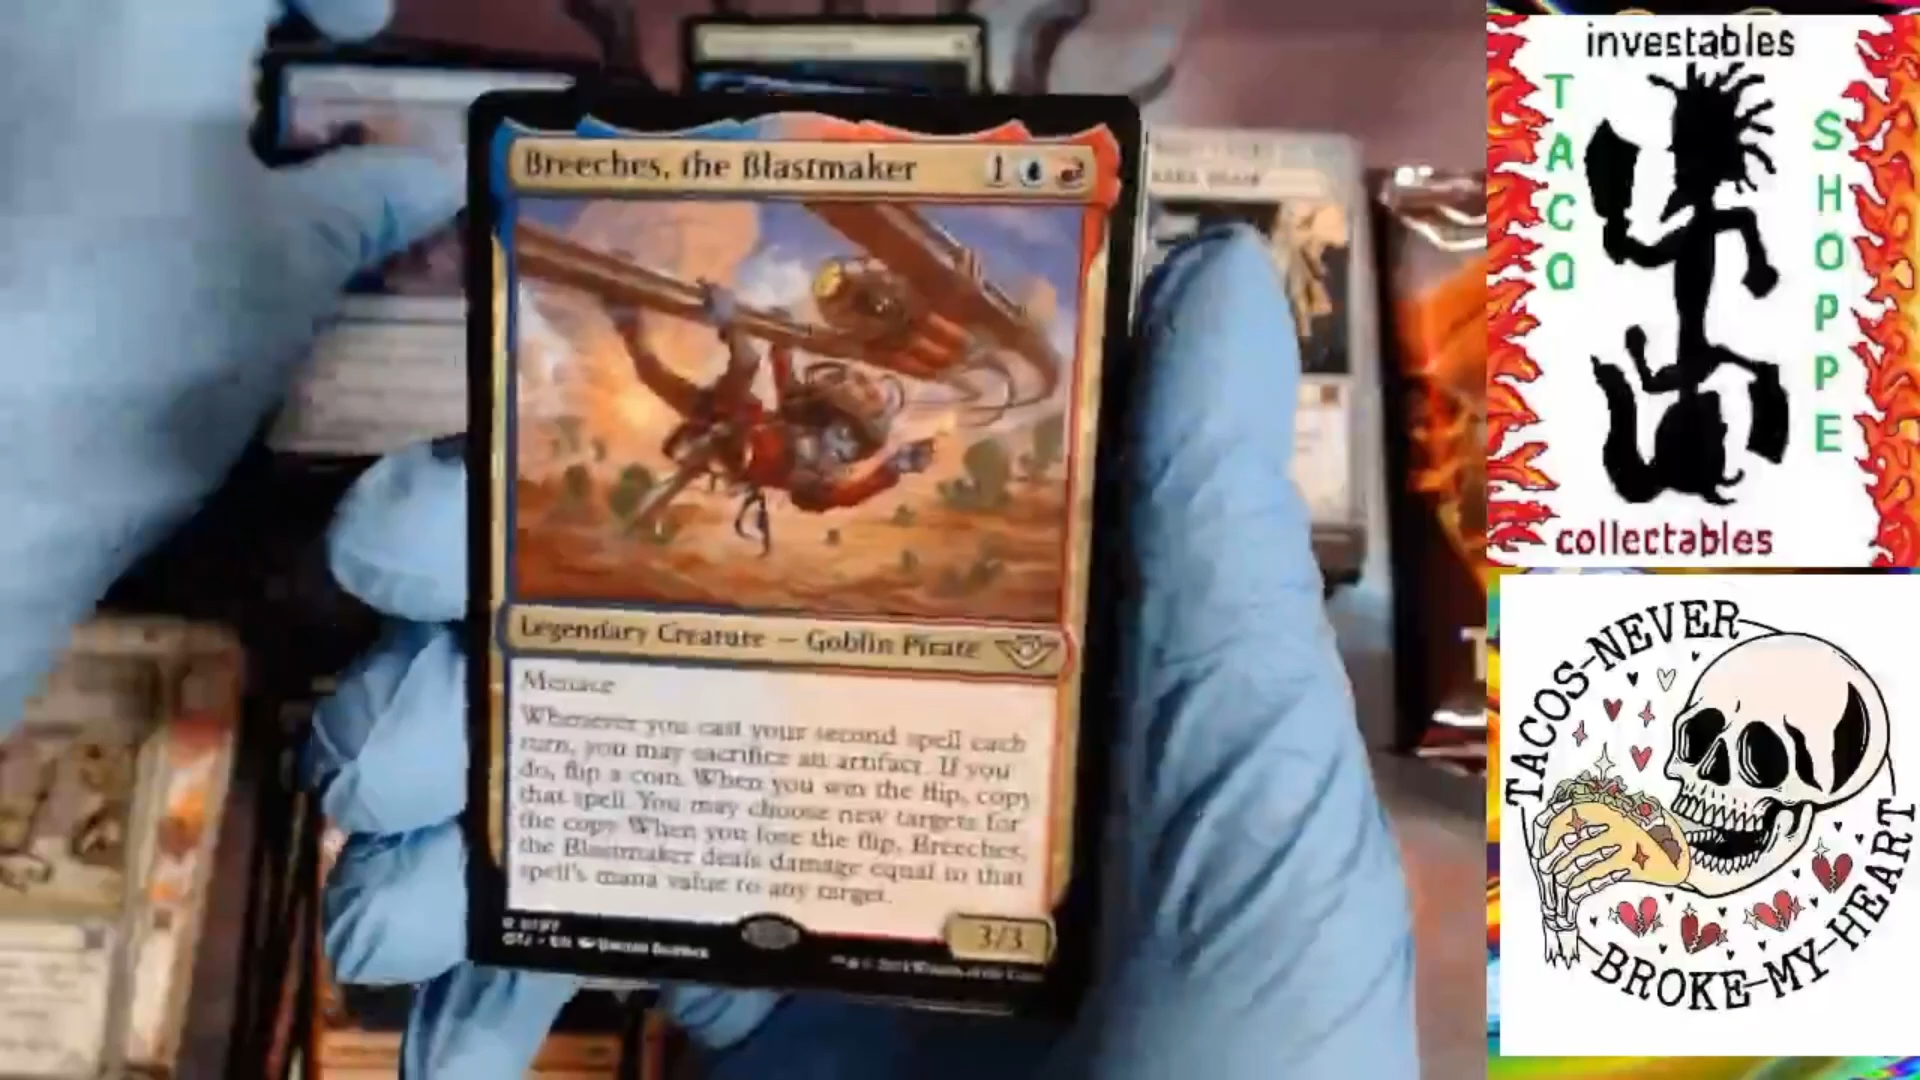 Breeches, the Blastmaker 1
Legendary Creature — Goblin Pirate
Menace
Whenever you cast your second spell each
turn, you may sacrifice an artifact. If you
do, flip a coin. When you win the flip, copy
that spell. You may choose new targets for
the copy. When you lose the flip, Breeches,
the Blastmaker deals damage equal to that
spell's mana value to any target.
3/3
OTJ • EN
investables
TACO
SHOPPE
collectables
TACOS-NEVER
BROKE-MY-HEART